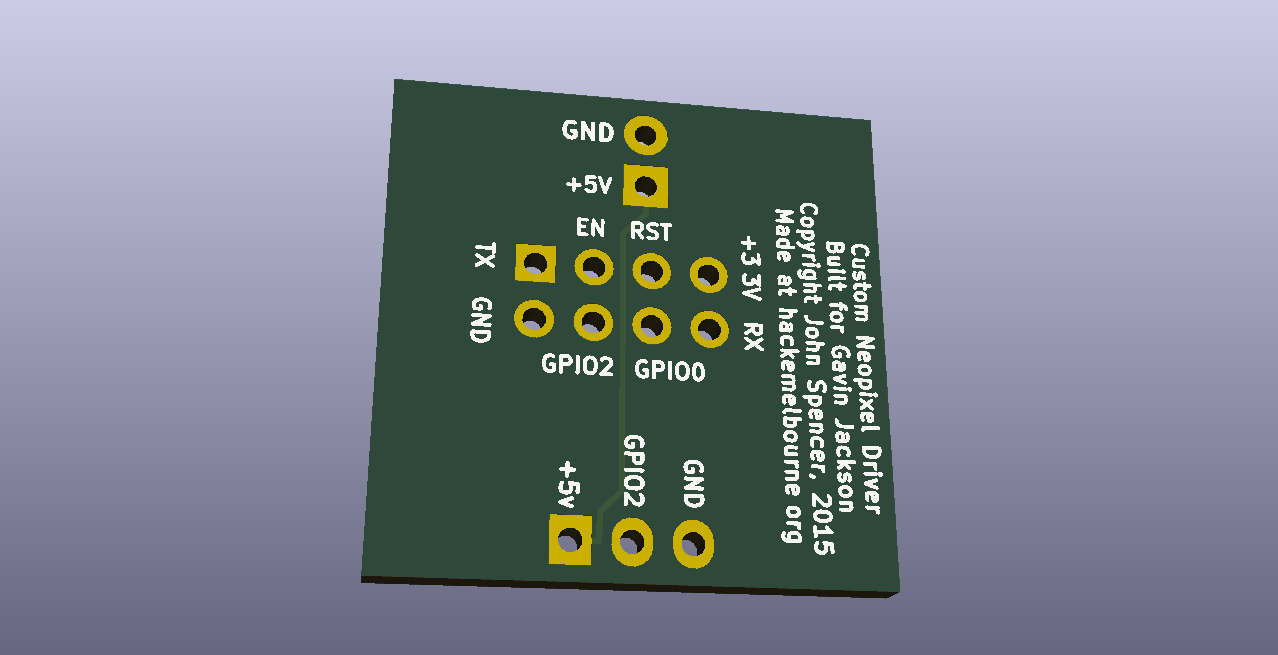 GND
+5V
EN
RST
TX
+3 3V
GND
RX
GPIO2
GPIO0
+5v
GPIO2
GND
Custom Neopixel Driver
Built for Gavin Jackson
Copyright John Spencer, 2015
Made at hackemelbourne org